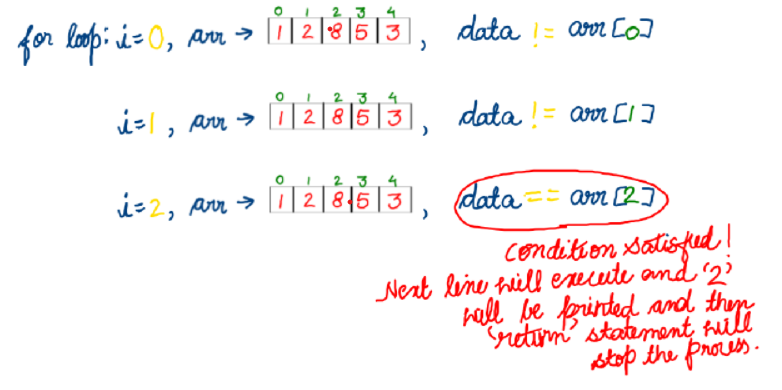 0 1 2 3 4
for loop: i=0, arr → 1 2 8 5 3, data != arr[0]
0 1 2 3 4
i=1, arr → 1 2 8 5 3, data != arr[1]
0 1 2 3 4
i=2, arr → 1 2 8 5 3, data == arr[2]
condition satisfied!
Next line will execute and '2'
will be printed and then
'return' statement will
stop the process.